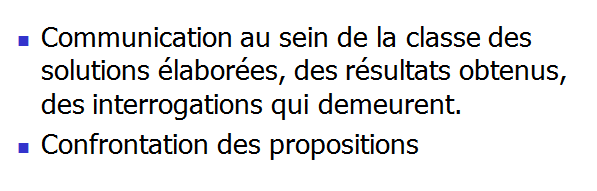 Communication au sein de la classe des
solutions élaborées, des résultats obtenus,
des interrogations qui demeurent.
Confrontation des propositions